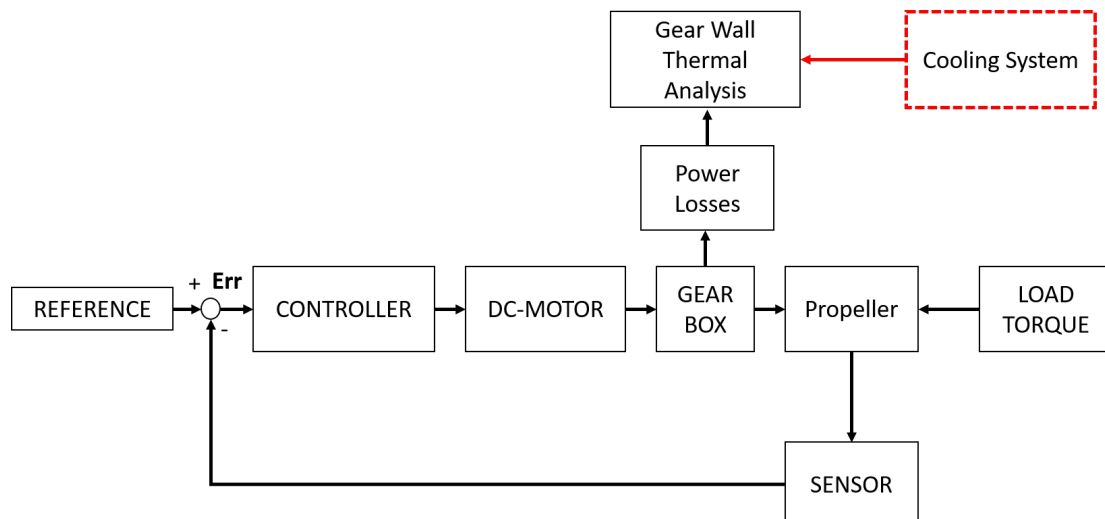 Gear Wall
Thermal
Analysis
Cooling System
Power
Losses
+ Err
REFERENCE
-
CONTROLLER
DC-MOTOR
GEAR
BOX
Propeller
LOAD
TORQUE
SENSOR